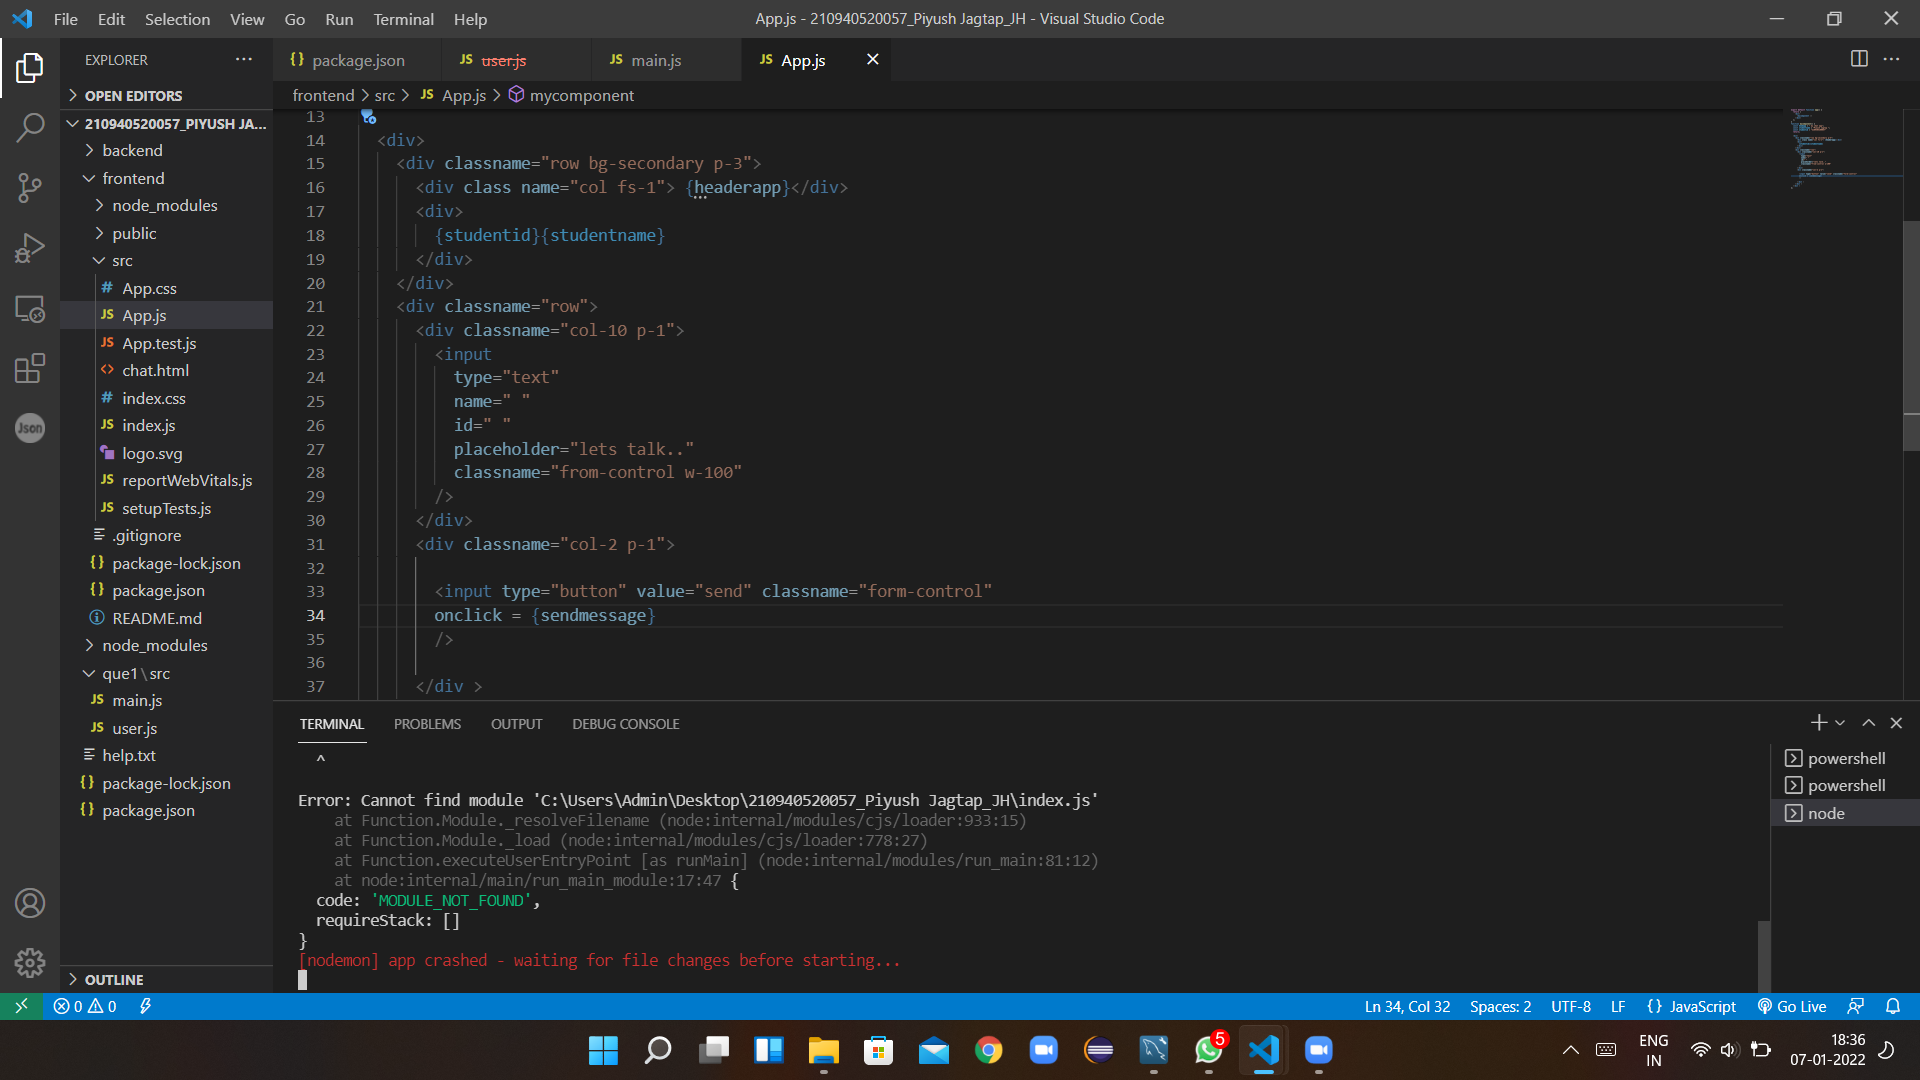 File Edit Selection View Go Run Terminal Help
App.js - 210940520057_Piyush Jagtap_JH - Visual Studio Code
EXPLORER
OPEN EDITORS
210940520057_PIYUSH JA...
backend
frontend
node_modules
public
src
# App.css
JS App.js
JS App.test.js
<> chat.html
# index.css
JS index.js
logo.svg
JS reportWebVitals.js
JS setupTests.js
.gitignore
{} package-lock.json
{} package.json
README.md
node_modules
que1\src
JS main.js
JS user.js
help.txt
{} package-lock.json
{} package.json
OUTLINE
Json
{} package.json JS user.js JS main.js JS App.js
frontend > src > JS App.js > mycomponent
13
14 <div>
15 <div classname="row bg-secondary p-3">
16 <div class name="col fs-1"> {headerapp}</div>
17 <div>
18 {studentid}{studentname}
19 </div>
20 </div>
21 <div classname="row">
22 <div classname="col-10 p-1">
23 <input
24 type="text"
25 name=" "
26 id=" "
27 placeholder="lets talk.."
28 classname="from-control w-100"
29 />
30 </div>
31 <div classname="col-2 p-1">
32
33 <input type="button" value="send" classname="form-control"
34 onclick = {sendmessage}
35 />
36
37 </div >
TERMINAL PROBLEMS OUTPUT DEBUG CONSOLE
^
Error: Cannot find module 'C:\Users\Admin\Desktop\210940520057_Piyush Jagtap_JH\index.js'
at Function.Module._resolveFilename (node:internal/modules/cjs/loader:933:15)
at Function.Module._load (node:internal/modules/cjs/loader:778:27)
at Function.executeUserEntryPoint [as runMain] (node:internal/modules/run_main:81:12)
at node:internal/main/run_main_module:17:47 {
code: 'MODULE_NOT_FOUND',
requireStack: []
}
[nodemon] app crashed - waiting for file changes before starting...
powershell
powershell
node
0 0
Ln 34, Col 32 Spaces: 2 UTF-8 LF {} JavaScript Go Live
5
ENG
IN
18:36
07-01-2022